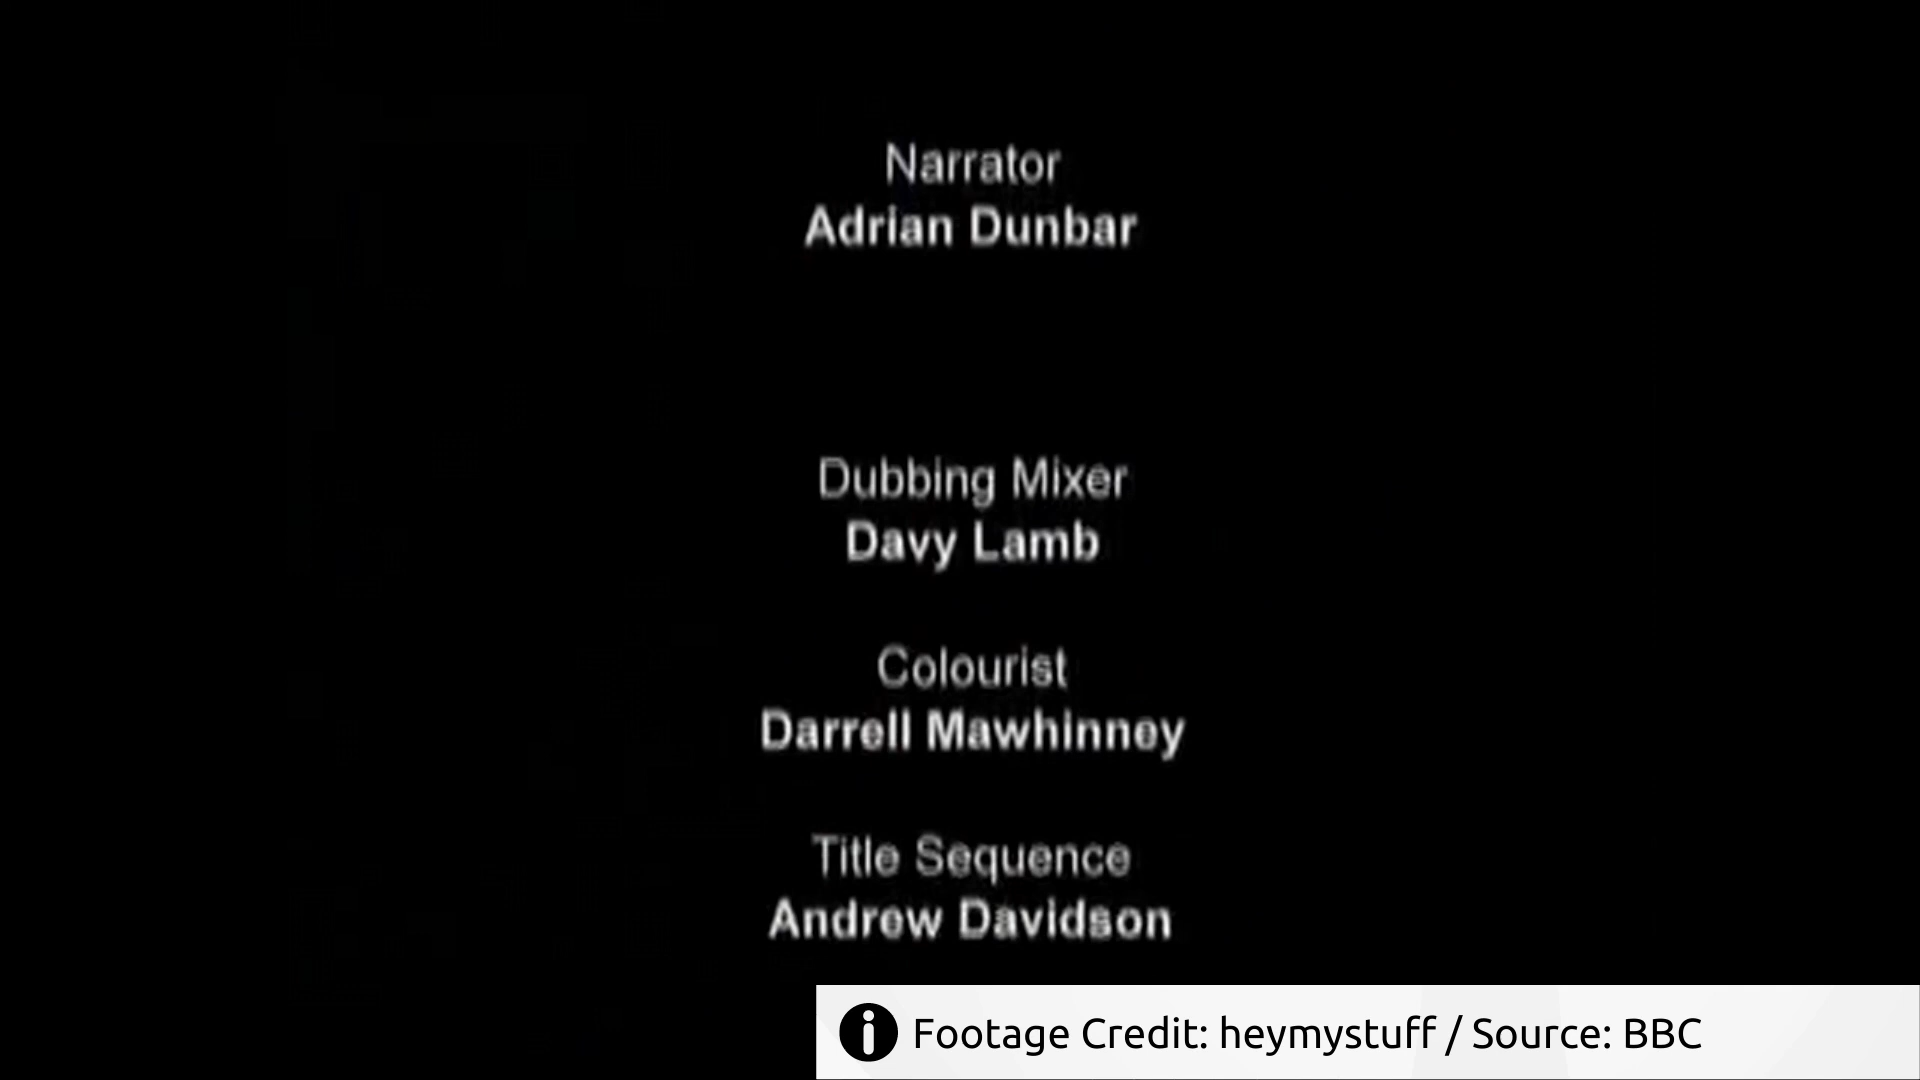 Narrator
Adrian Dunbar
Dubbing Mixer
Davy Lamb
Colourist
Darrell Mawhinney
Title Sequence
Andrew Davidson
Footage Credit: heymystuff / Source: BBC